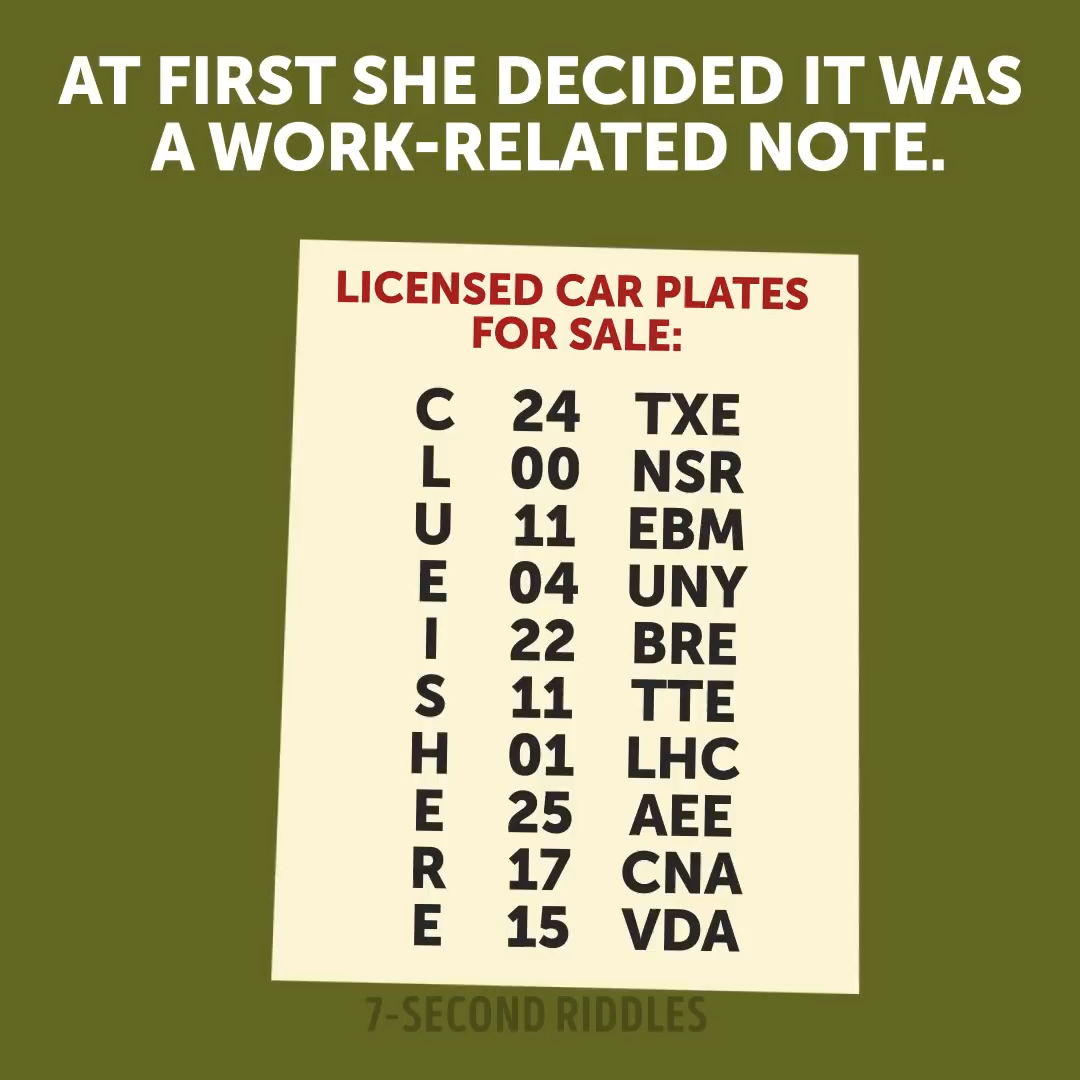 AT FIRST SHE DECIDED IT WAS
A WORK-RELATED NOTE.
LICENSED CAR PLATES
FOR SALE:
C 24 TXE
L 00 NSR
U 11 EBM
E 04 UNY
I 22 BRE
S 11 TTE
H 01 LHC
E 25 AEE
R 17 CNA
E 15 VDA
7-SECOND RIDDLES